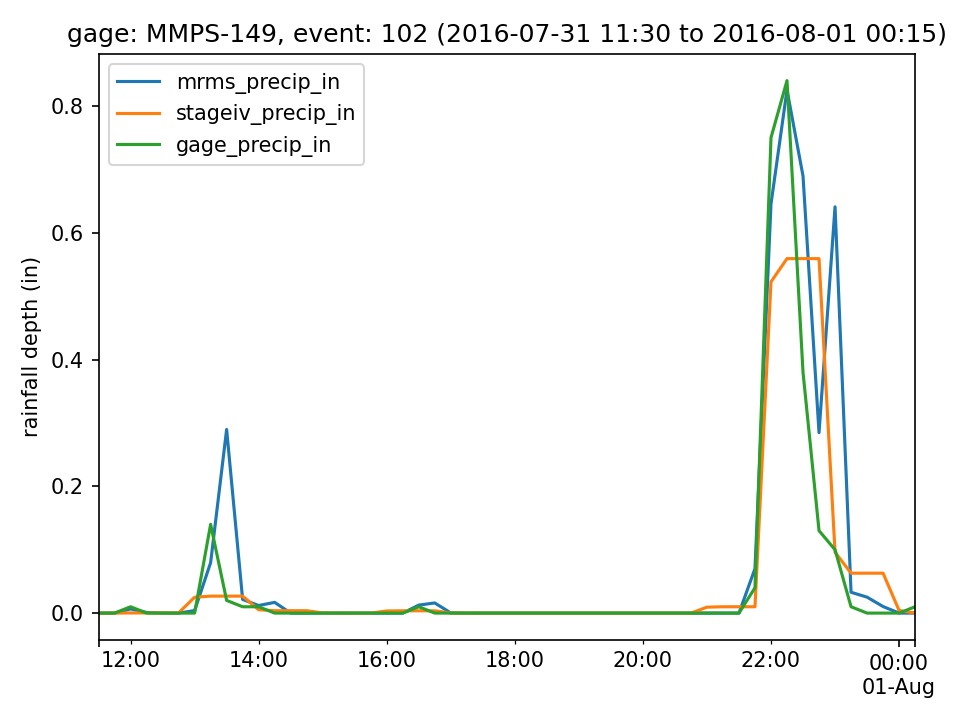 gage: MMPS-149, event: 102 (2016-07-31 11:30 to 2016-08-01 00:15)
mrms_precip_in
stageiv_precip_in
gage_precip_in
rainfall depth (in)
0.8
0.6
0.4
0.2
0.0
12:00 14:00 16:00 18:00 20:00 22:00 00:00
01-Aug